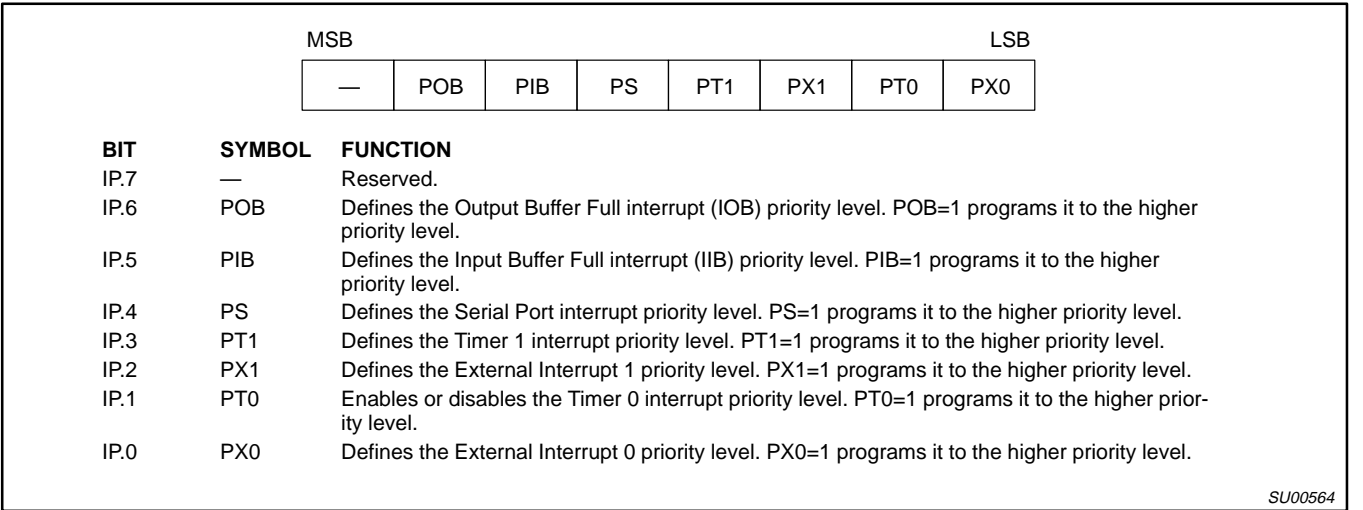 MSB LSB
— POB PIB PS PT1 PX1 PT0 PX0
BIT SYMBOL FUNCTION
IP.7 — Reserved.
IP.6 POB Defines the Output Buffer Full interrupt (IOB) priority level. POB=1 programs it to the higher
priority level.
IP.5 PIB Defines the Input Buffer Full interrupt (IIB) priority level. PIB=1 programs it to the higher
priority level.
IP.4 PS Defines the Serial Port interrupt priority level. PS=1 programs it to the higher priority level.
IP.3 PT1 Defines the Timer 1 interrupt priority level. PT1=1 programs it to the higher priority level.
IP.2 PX1 Defines the External Interrupt 1 priority level. PX1=1 programs it to the higher priority level.
IP.1 PT0 Enables or disables the Timer 0 interrupt priority level. PT0=1 programs it to the higher prior-
ity level.
IP.0 PX0 Defines the External Interrupt 0 priority level. PX0=1 programs it to the higher priority level.
SU00564